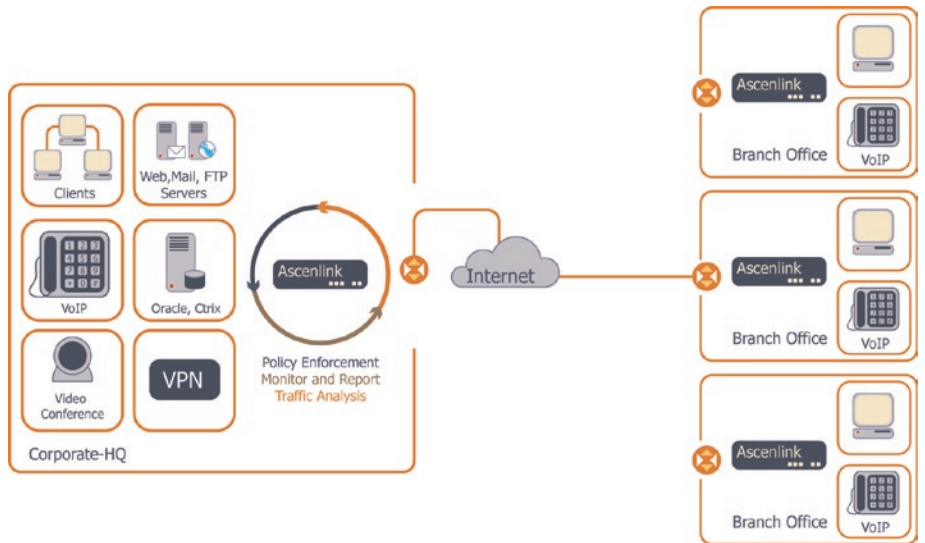 Clients
Web,Mail, FTP
Servers
VoIP
Oracle, Ctrix
Video
Conference
VPN
Corporate-HQ
Ascenlink
Policy Enforcement
Monitor and Report
Traffic Analysis
Internet
Ascenlink
Branch Office
VoIP
Ascenlink
Branch Office
VoIP
Ascenlink
Branch Office
VoIP